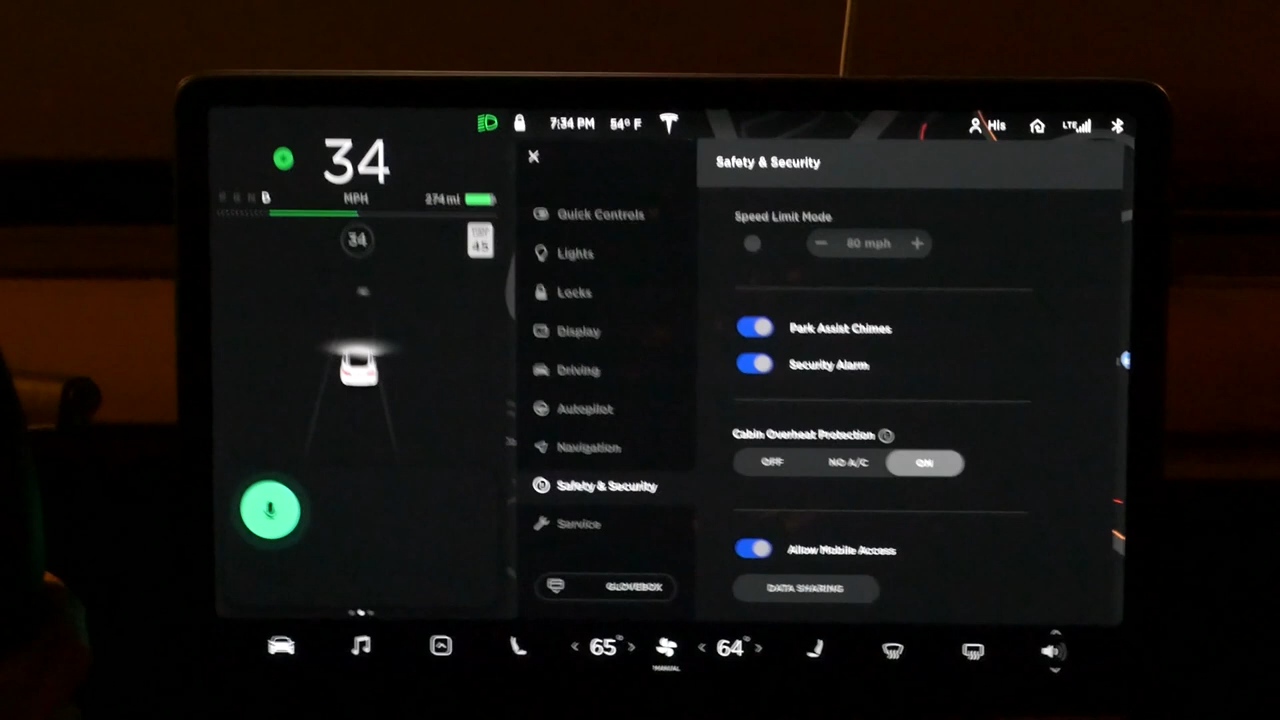 7:34 PM 54° F
His
LTE
34
MPH
274 mi
34
45
Safety & Security
Quick Controls
Lights
Locks
Display
Driving
Autopilot
Navigation
Safety & Security
Service
GLOVEBOX
Speed Limit Mode
80 mph
Park Assist Chimes
Security Alarm
Cabin Overheat Protection
OFF NO A/C ON
Allow Mobile Access
DATA SHARING
65° 64°
MANUAL